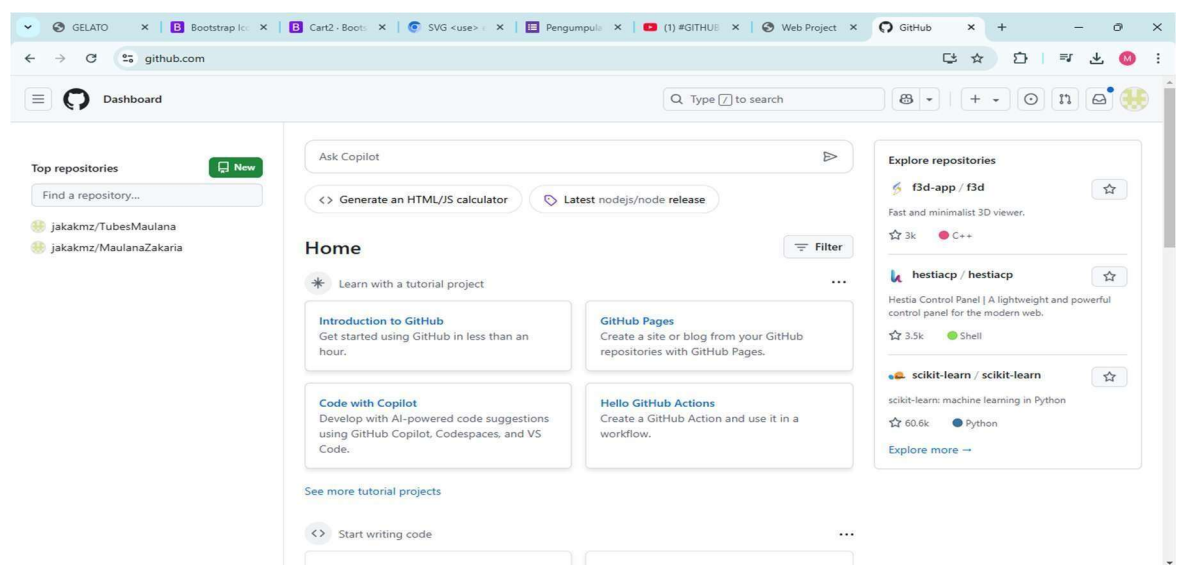 GELATO
Bootstrap Ic
Cart2 · Boots
SVG <use>
Pengumpula
(1) #GITHUB
Web Project
GitHub
github.com
M
Dashboard
Type / to search
Top repositories
New
Find a repository...
jakakmz/TubesMaulana
jakakmz/MaulanaZakaria
Ask Copilot
Generate an HTML/JS calculator
Latest nodejs/node release
Home
Filter
Learn with a tutorial project
Introduction to GitHub
Get started using GitHub in less than an
hour.
GitHub Pages
Create a site or blog from your GitHub
repositories with GitHub Pages.
Code with Copilot
Develop with AI-powered code suggestions
using GitHub Copilot, Codespaces, and VS
Code.
Hello GitHub Actions
Create a GitHub Action and use it in a
workflow.
See more tutorial projects
Start writing code
Explore repositories
f3d-app / f3d
Fast and minimalist 3D viewer.
3k C++
hestiacp / hestiacp
Hestia Control Panel | A lightweight and powerful
control panel for the modern web.
3.5k Shell
scikit-learn / scikit-learn
scikit-learn: machine learning in Python
60.6k Python
Explore more →